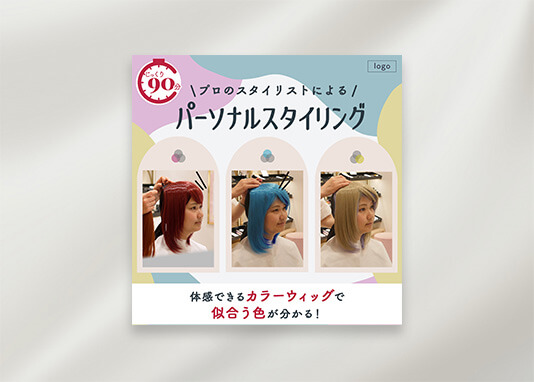 じっくり
90分
logo
\プロのスタイリストによる/
パーソナルスタイリング
体感できるカラーウィッグで
似合う色が分かる!